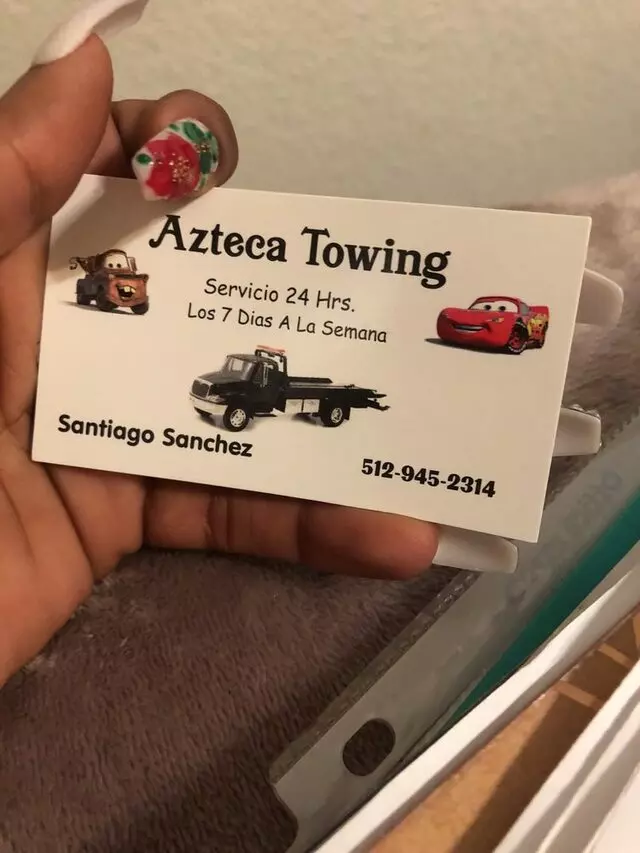 Azteca Towing
Servicio 24 Hrs.
Los 7 Dias A La Semana
Santiago Sanchez
512-945-2314